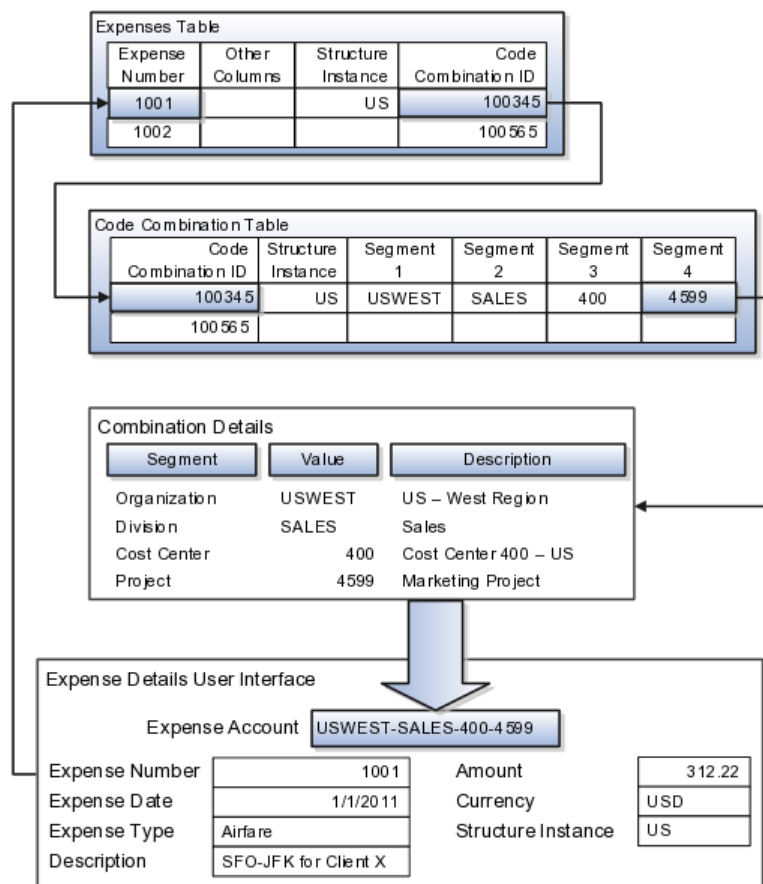 Expenses Table
Expense Number Other Columns Structure Instance Code Combination ID
1001 US 100345
1002 100565
Code Combination Table
Code Combination ID Structure Instance Segment 1 Segment 2 Segment 3 Segment 4
100345 US USWEST SALES 400 4599
100565
Combination Details
Segment Value Description
Organization USWEST US – West Region
Division SALES Sales
Cost Center 400 Cost Center 400 – US
Project 4599 Marketing Project
Expense Details User Interface
Expense Account USWEST-SALES-400-4599
Expense Number 1001 Amount 312.22
Expense Date 1/1/2011 Currency USD
Expense Type Airfare Structure Instance US
Description SFO-JFK for Client X